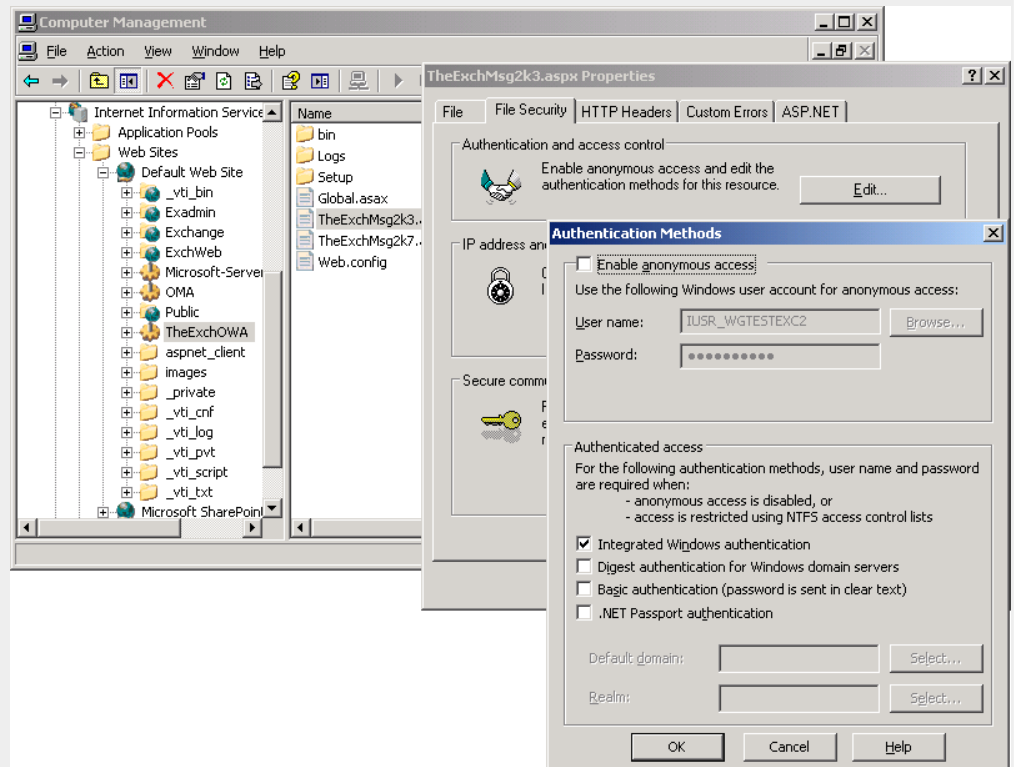 Computer Management
File Action View Window Help
Internet Information Service
Application Pools
Web Sites
Default Web Site
_vti_bin
Exadmin
Exchange
ExchWeb
Microsoft-Server
OMA
Public
TheExchOWA
aspnet_client
images
_private
_vti_cnf
_vti_log
_vti_pvt
_vti_script
_vti_txt
Microsoft SharePoint
Name
bin
Logs
Setup
Global.asax
TheExchMsg2k3.
TheExchMsg2k7.
Web.config
TheExchMsg2k3.aspx Properties
File File Security HTTP Headers Custom Errors ASP.NET
Authentication and access control
Enable anonymous access and edit the
authentication methods for this resource.
Edit...
IP address an
Secure commu
Authentication Methods
Enable anonymous access
Use the following Windows user account for anonymous access:
User name: IUSR_WGTESTEXC2 Browse...
Password: ●●●●●●●●●●
Authenticated access
For the following authentication methods, user name and password
are required when:
- anonymous access is disabled, or
- access is restricted using NTFS access control lists
Integrated Windows authentication
Digest authentication for Windows domain servers
Basic authentication (password is sent in clear text)
.NET Passport authentication
Default domain: Select...
Realm: Select...
OK Cancel Help